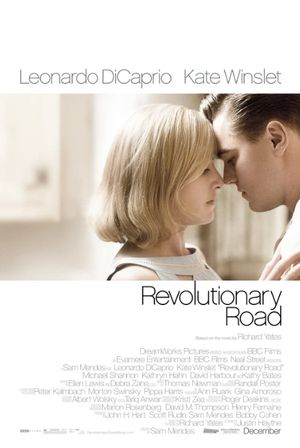 Leonardo DiCaprio Kate Winslet
Revolutionary
Road
Based on the novel by Richard Yates
DreamWorks Pictures BBC Films
Evamere Entertainment BBC Films Neal Street
Sam Mendes Leonardo DiCaprio Kate Winslet "Revolutionary Road"
Michael Shannon Kathryn Hahn David Harbour Kathy Bates
Ellen Lewis Debra Zane Thomas Newman Randall Poster
Peter Kalmbach Morton Swinsky Pippa Harris Ann Ruark Gina Amoroso
Albert Wolsky Tariq Anwar Kristi Zea Roger Deakins
Marion Rosenberg David M. Thompson Henry Fernaine
John N. Hart Scott Rudin Sam Mendes Bobby Cohen
Richard Yates Justin Haythe
Sam Mendes
December